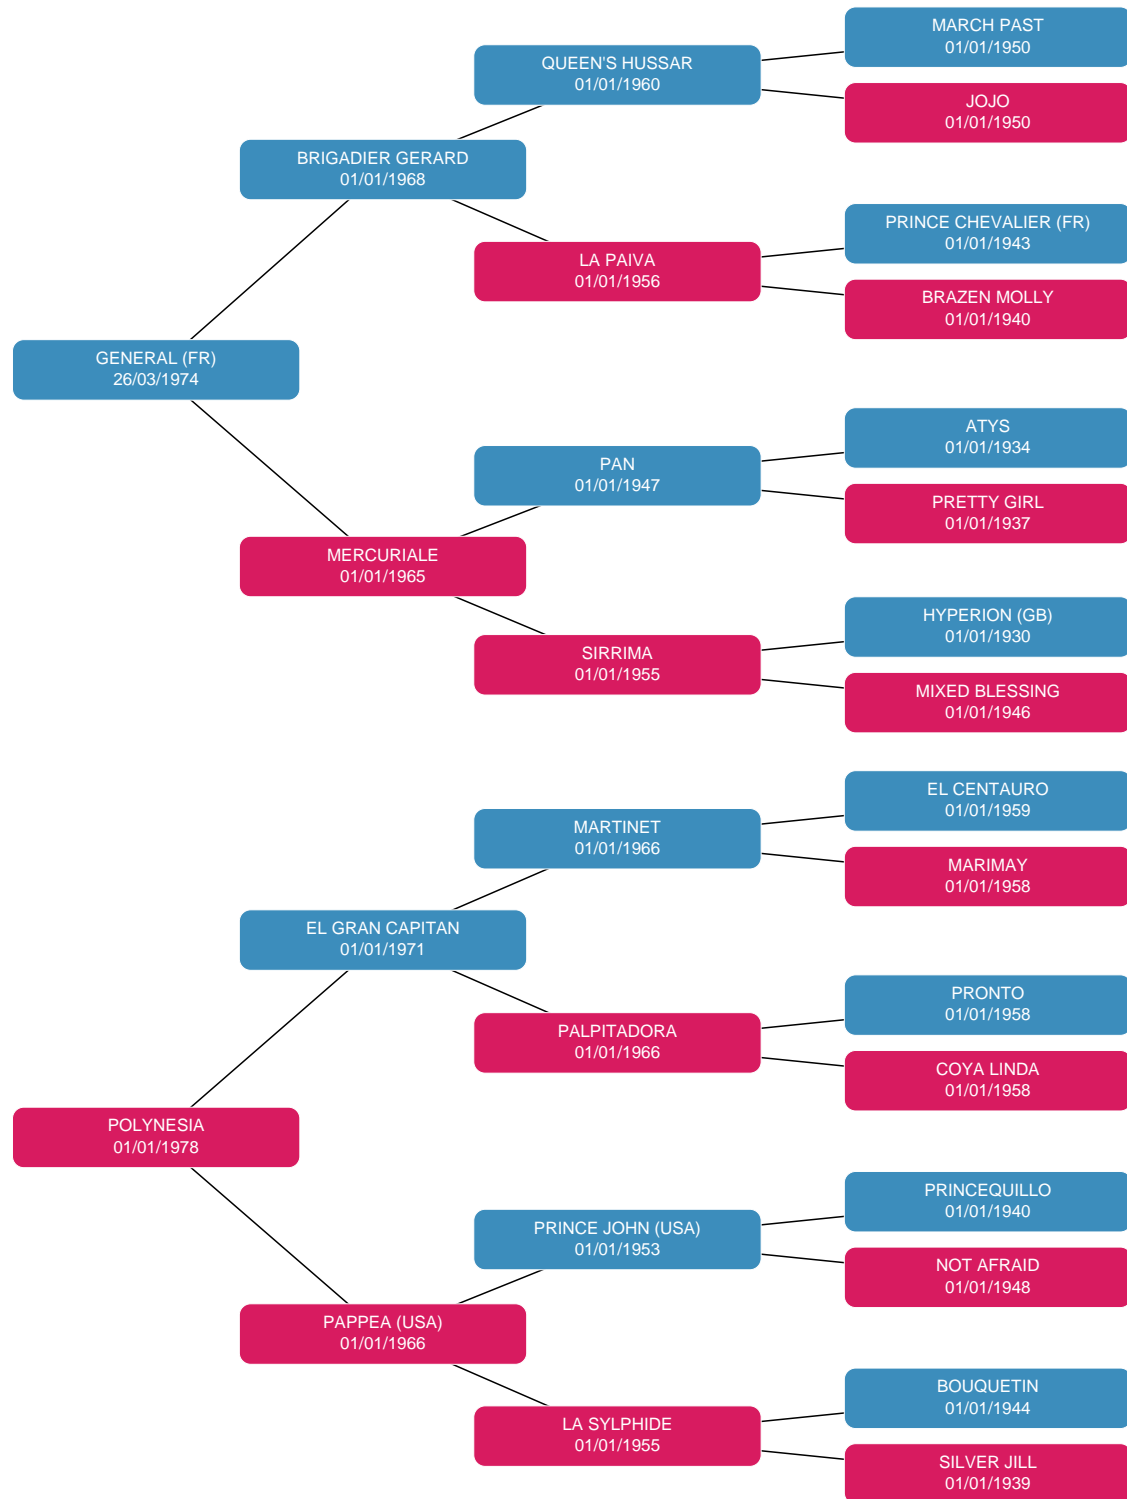 MARCH PAST
01/01/1950
QUEEN'S HUSSAR
01/01/1960
JOJO
01/01/1950
BRIGADIER GERARD
01/01/1968
PRINCE CHEVALIER (FR)
01/01/1943
LA PAIVA
01/01/1956
BRAZEN MOLLY
01/01/1940
GENERAL (FR)
26/03/1974
ATYS
01/01/1934
PAN
01/01/1947
PRETTY GIRL
01/01/1937
MERCURIALE
01/01/1965
HYPERION (GB)
01/01/1930
SIRRIMA
01/01/1955
MIXED BLESSING
01/01/1946
EL CENTAURO
01/01/1959
MARTINET
01/01/1966
MARIMAY
01/01/1958
EL GRAN CAPITAN
01/01/1971
PRONTO
01/01/1958
PALPITADORA
01/01/1966
COYA LINDA
01/01/1958
POLYNESIA
01/01/1978
PRINCEQUILLO
01/01/1940
PRINCE JOHN (USA)
01/01/1953
NOT AFRAID
01/01/1948
PAPPEA (USA)
01/01/1966
BOUQUETIN
01/01/1944
LA SYLPHIDE
01/01/1955
SILVER JILL
01/01/1939